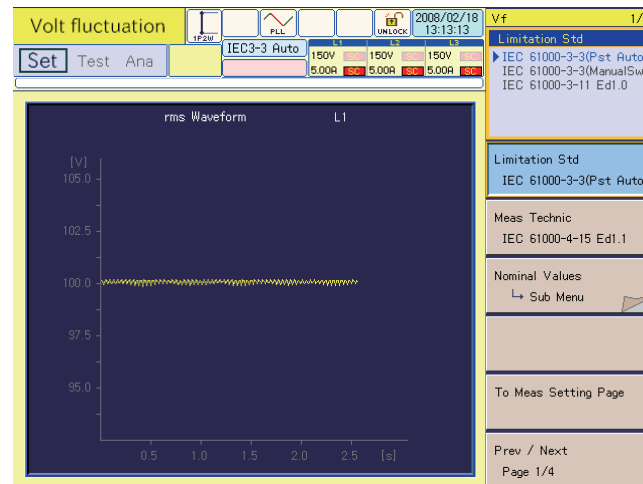 Volt fluctuation
1P2W
PLL
UNLOCK
2008/02/18
13:13:13
Set Test Ana
IEC3-3 Auto
L1 L2 L3
150V SC 150V SC 150V SC
5.00A SC 5.00A SC 5.00A SC
Vf 1/
Limitation Std
IEC 61000-3-3(Pst Auto
IEC 61000-3-3(ManualSw
IEC 61000-3-11 Ed1.0
Limitation Std
IEC 61000-3-3(Pst Auto
Meas Technic
IEC 61000-4-15 Ed1.1
Nominal Values
Sub Menu
To Meas Setting Page
Prev / Next
Page 1/4
rms Waveform L1
[V]
105.0
102.5
100.0
97.5
95.0
0.5 1.0 1.5 2.0 2.5 [s]